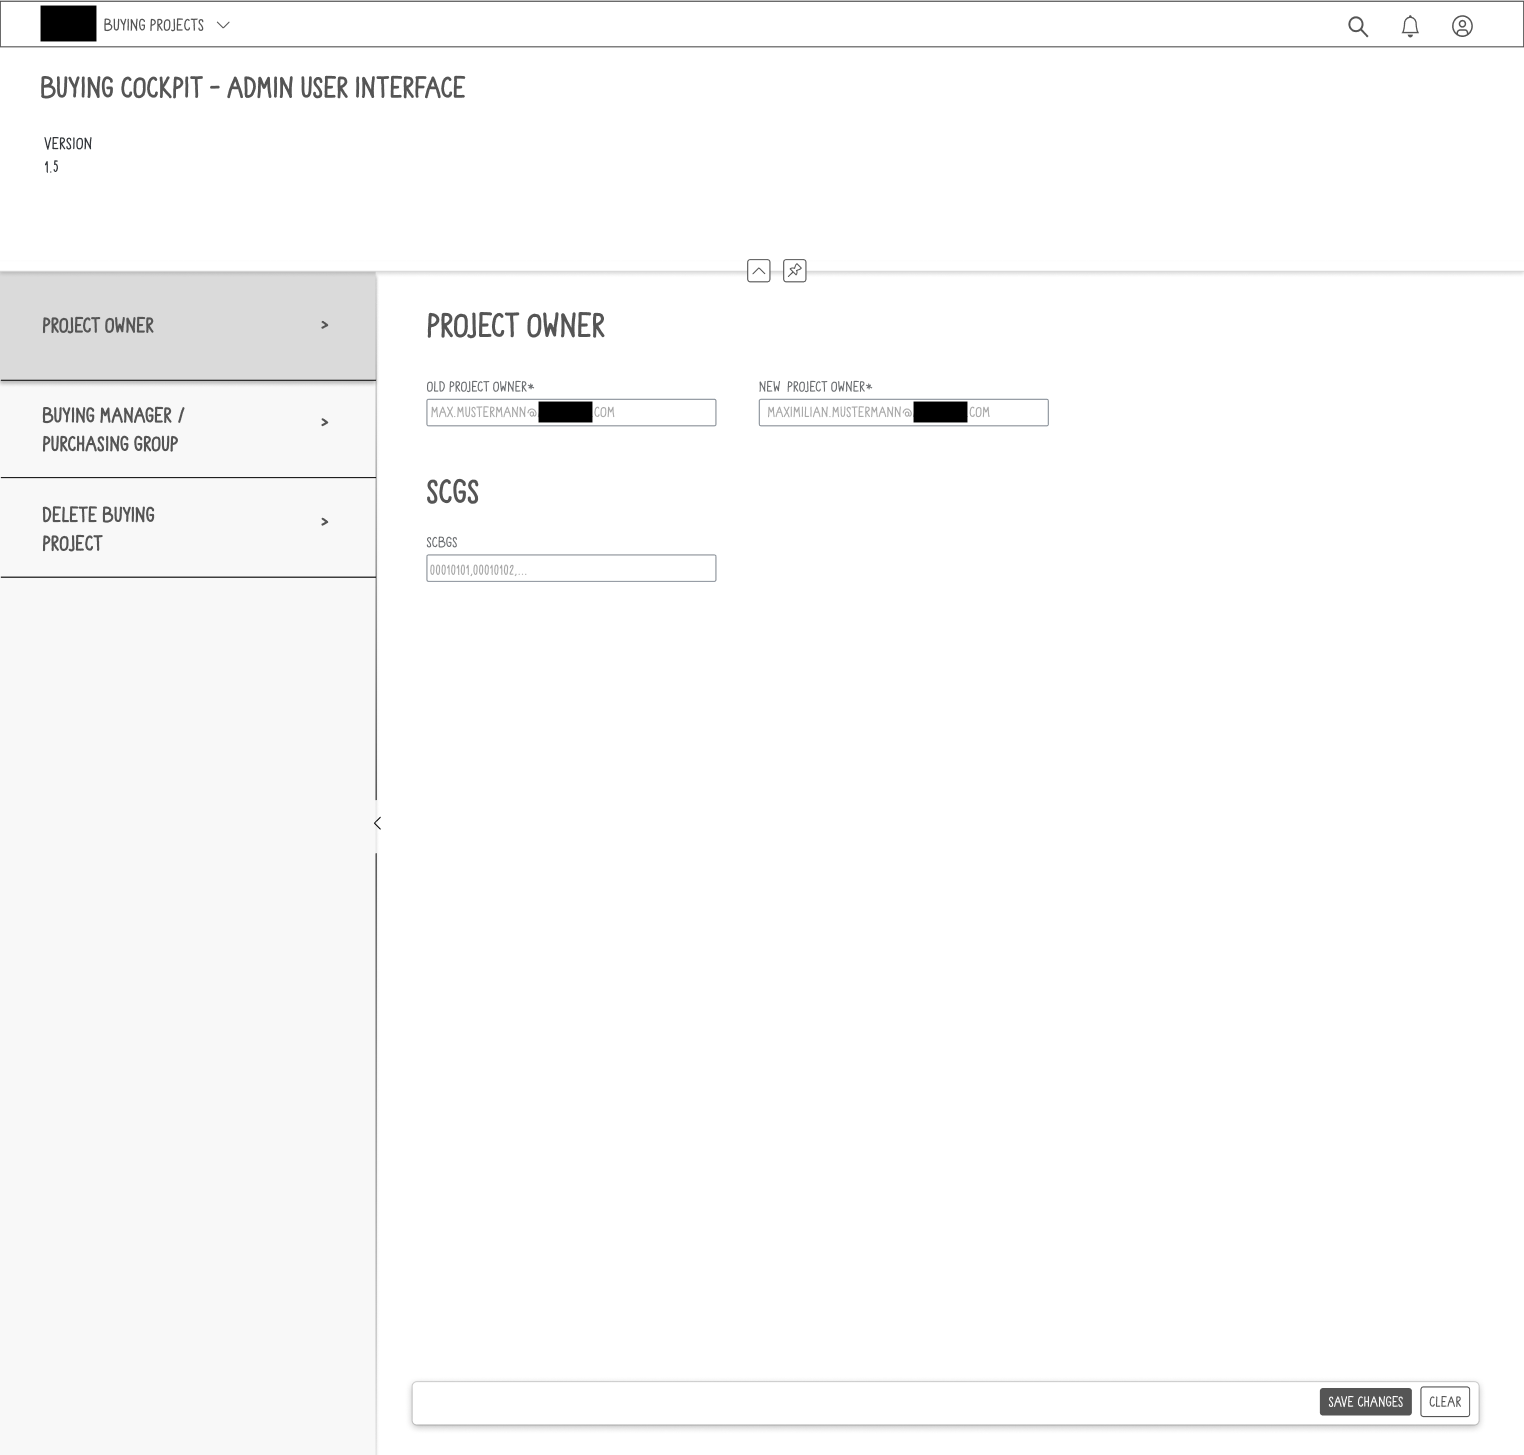 BUYING PROJECTS
BUYING COCKPIT - ADMIN USER INTERFACE
VERSION
1.5
PROJECT OWNER >
BUYING MANAGER / >
PURCHASING GROUP
DELETE BUYING >
PROJECT
PROJECT OWNER
OLD PROJECT OWNER* NEW PROJECT OWNER*
MAX.MUSTERMANN@ COM MAXIMILIAN.MUSTERMANN@ COM
SCGS
SCBGS
00010101,00010102,...
SAVE CHANGES CLEAR